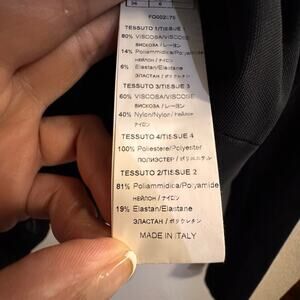 36 6
FO002175
TESSUTO 1/TISSUE 1
80% VISCOSA/VISCOSE
ВИСКОЗА / レーヨン
14% Poliammidica/Polyamide
НЕЙЛОН / ナイロン
6% Elastan/Elastane
ЭЛАСТАН / ポリウレタン
TESSUTO 3/TISSUE 3
60% VISCOSA/VISCOSE
ВИСКОЗА / レーヨン
40% Nylon/Nylon / НЕЙЛОН
ナイロン
TESSUTO 4/TISSUE 4
100% Poliestere/Polyester
ПОЛИЭСТЕР / ポリエステル
TESSUTO 2/TISSUE 2
81% Poliammidica/Polyamide
НЕЙЛОН / ナイロン
19% Elastan/Elastane
ЭЛАСТАН / ポリウレタン
MADE IN ITALY